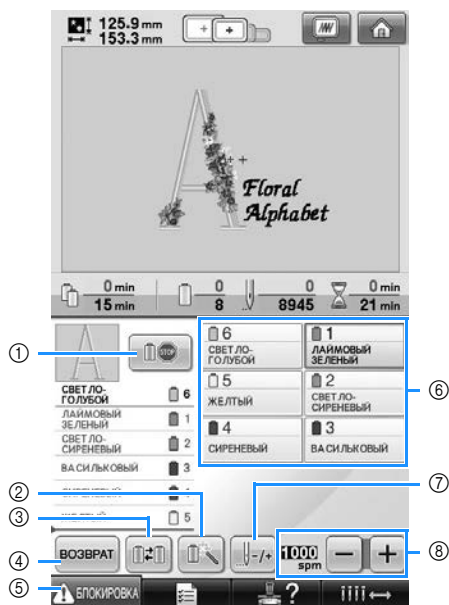 125.9 mm
153.3 mm
Floral
Alphabet
0 min
15 min
0
8
0
8945
0 min
21 min
①
STOP
СВЕТЛО-
ГОЛУБОЙ
6
ЛАЙМОВЫЙ
ЗЕЛЕНЫЙ
1
СВЕТЛО-
СИРЕНЕВЫЙ
2
ВАСИЛЬКОВЫЙ
3
5
6
СВЕТЛО-
ГОЛУБОЙ
1
ЛАЙМОВЫЙ
ЗЕЛЕНЫЙ
5
ЖЕЛТЫЙ
2
СВЕТЛО-
СИРЕНЕВЫЙ
4
СИРЕНЕВЫЙ
3
ВАСИЛЬКОВЫЙ
⑥
②
③
④
⑤
⑦
⑧
ВОЗВРАТ
-/+
1000
spm
− +
БЛОКИРОВКА
?